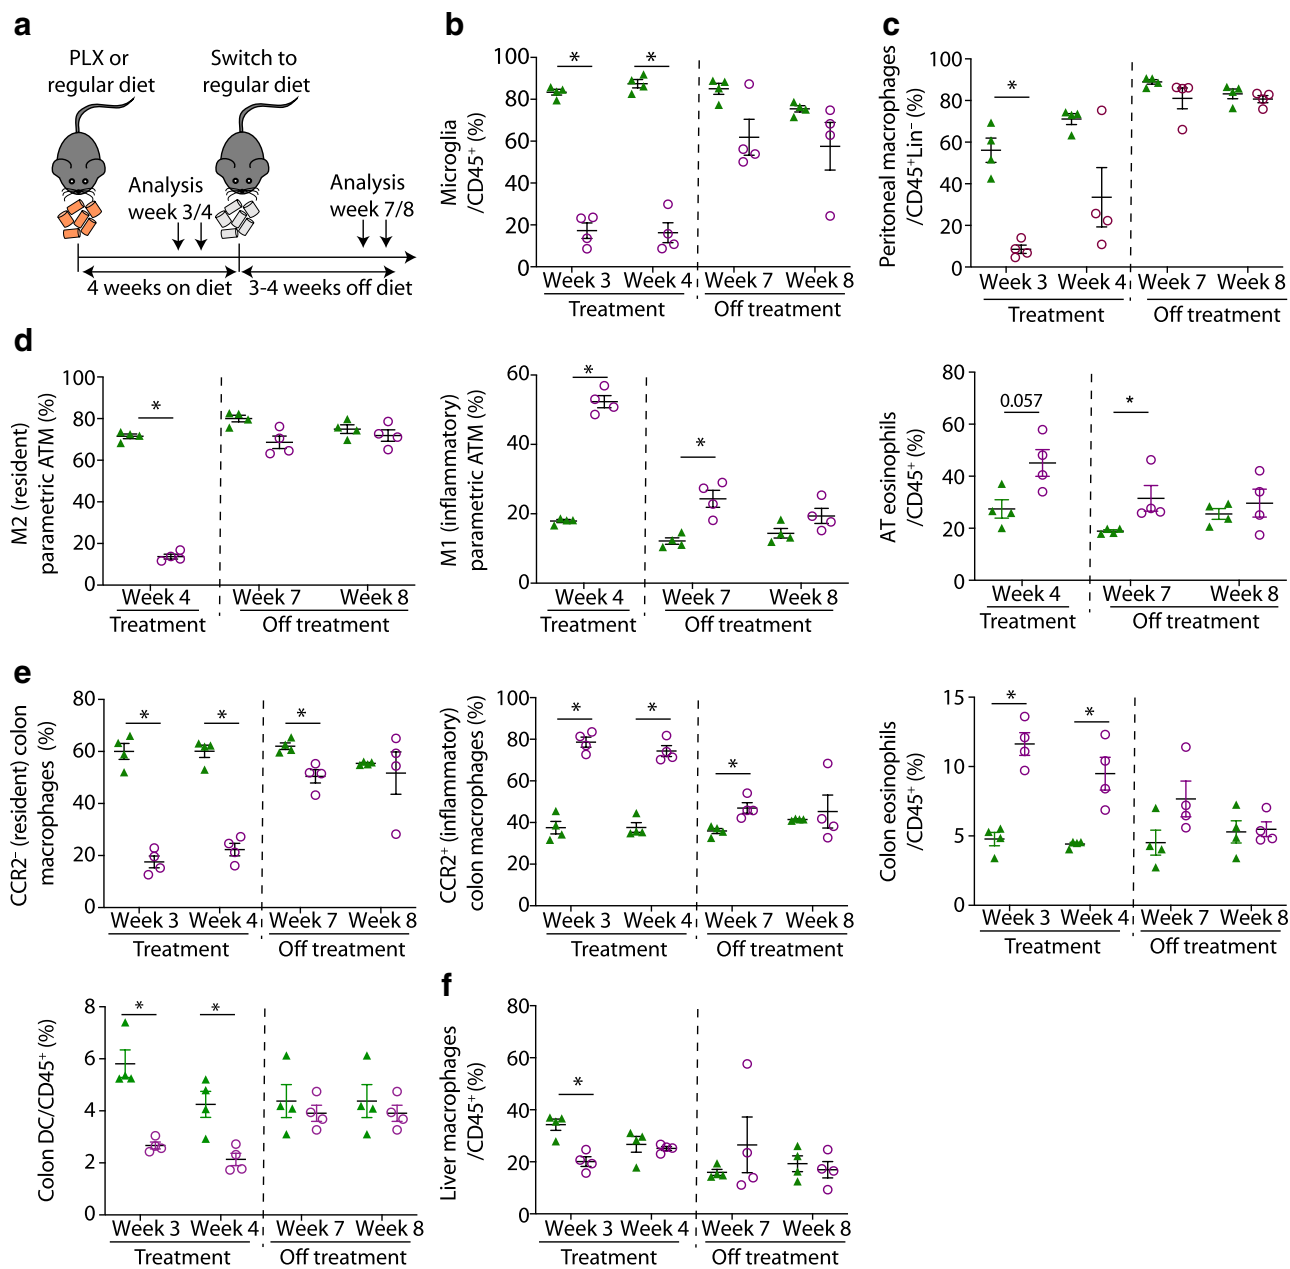 a
PLX or
regular diet
Switch to
regular diet
Analysis
week 3/4
Analysis
week 7/8
4 weeks on diet
3-4 weeks off diet
b
Microglia
/CD45⁺ (%)
100
80
60
40
20
0
*
*
Week 3
Week 4
Week 7
Week 8
Treatment
Off treatment
c
Peritoneal macrophages
/CD45⁺Lin⁻ (%)
100
80
60
40
20
0
*
Week 3
Week 4
Week 7
Week 8
Treatment
Off treatment
d
M2 (resident)
parametric ATM (%)
100
80
60
40
20
0
*
Week 4
Week 7
Week 8
Treatment
Off treatment
M1 (inflammatory)
parametric ATM (%)
60
40
20
0
*
*
Week 4
Week 7
Week 8
Treatment
Off treatment
AT eosinophils
/CD45⁺ (%)
80
60
40
20
0
0.057
*
Week 4
Week 7
Week 8
Treatment
Off treatment
e
CCR2⁻ (resident) colon
macrophages (%)
80
60
40
20
0
*
*
*
Week 3
Week 4
Week 7
Week 8
Treatment
Off treatment
CCR2⁺ (inflammatory)
colon macrophages (%)
100
80
60
40
20
0
*
*
*
Week 3
Week 4
Week 7
Week 8
Treatment
Off treatment
Colon eosinophils
/CD45⁺ (%)
15
10
5
0
*
*
Week 3
Week 4
Week 7
Week 8
Treatment
Off treatment
Colon DC/CD45⁺ (%)
8
6
4
2
0
*
*
Week 3
Week 4
Week 7
Week 8
Treatment
Off treatment
f
Liver macrophages
/CD45⁺ (%)
80
60
40
20
0
*
Week 3
Week 4
Week 7
Week 8
Treatment
Off treatment